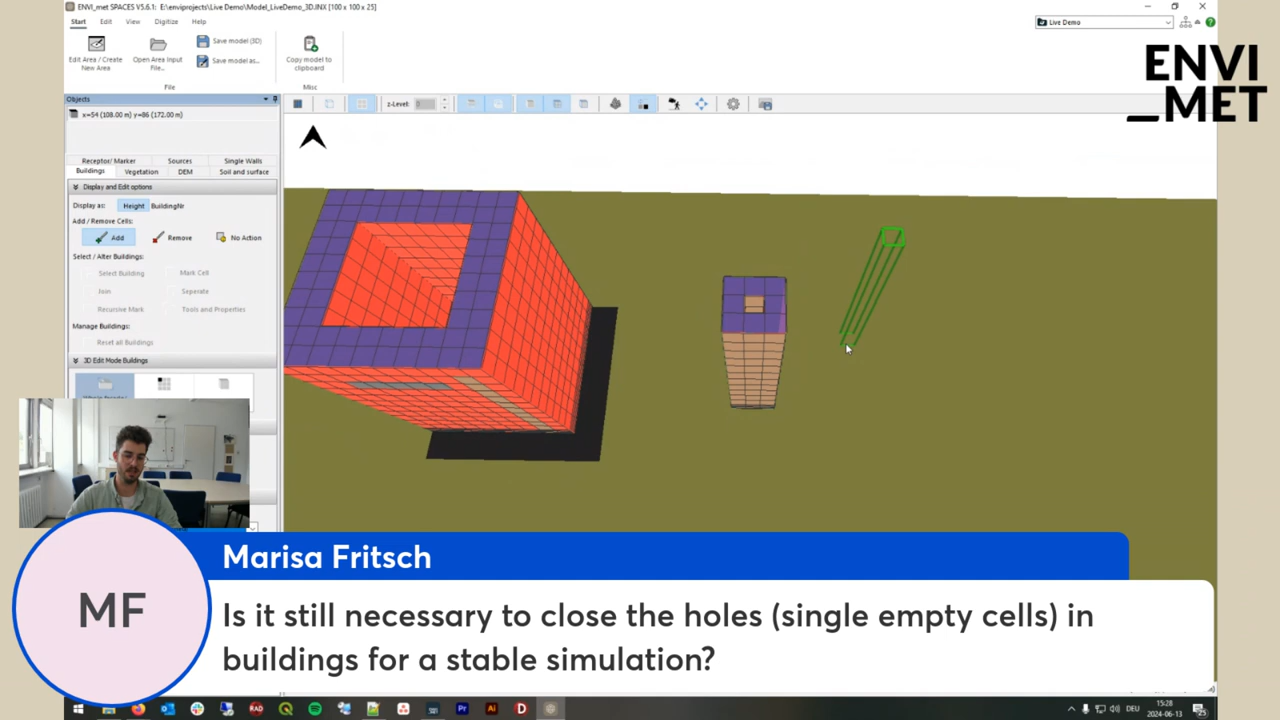 ENVI_met SPACES V5.6.1: E:\enviprojects\Live Demo\Model_LiveDemo_3D.INX [100 x 100 x 25]
Start Edit View Digitize Help
Live Demo
Edit Area / Create New Area
Open Area Input File...
Save model (3D)
Save model as...
Copy model to clipboard
File
Misc
ENVI
_MET
Objects
z-Level:
x=54 (108.00 m) y=86 (172.00 m)
Receptor/ Marker Sources Single Walls
Buildings Vegetation DEM Soil and surface
Display and Edit options
Display as: Height BuildingNr
Add / Remove Cells:
Add Remove No Action
Select / Alter Buildings:
Select Building Mark Cell
Join Separate
Recursive Mark Tools and Properties
Manage Buildings:
Reset all Buildings
3D Edit Mode Buildings
MF
Marisa Fritsch
Is it still necessary to close the holes (single empty cells) in
buildings for a stable simulation?
DEU
15:28
2024-06-13